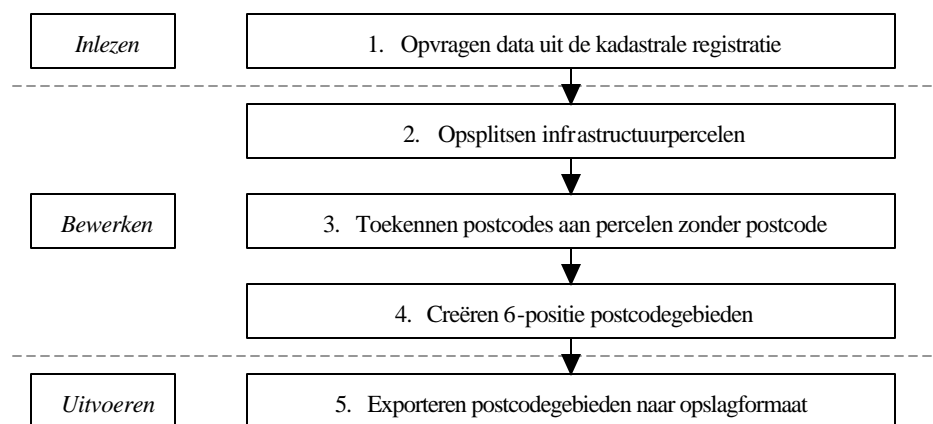 Inlezen
1. Opvragen data uit de kadastrale registratie
2. Opsplitsen infrastructuurpercelen
Bewerken
3. Toekennen postcodes aan percelen zonder postcode
4. Creëren 6-positie postcodegebieden
Uitvoeren
5. Exporteren postcodegebieden naar opslagformaat